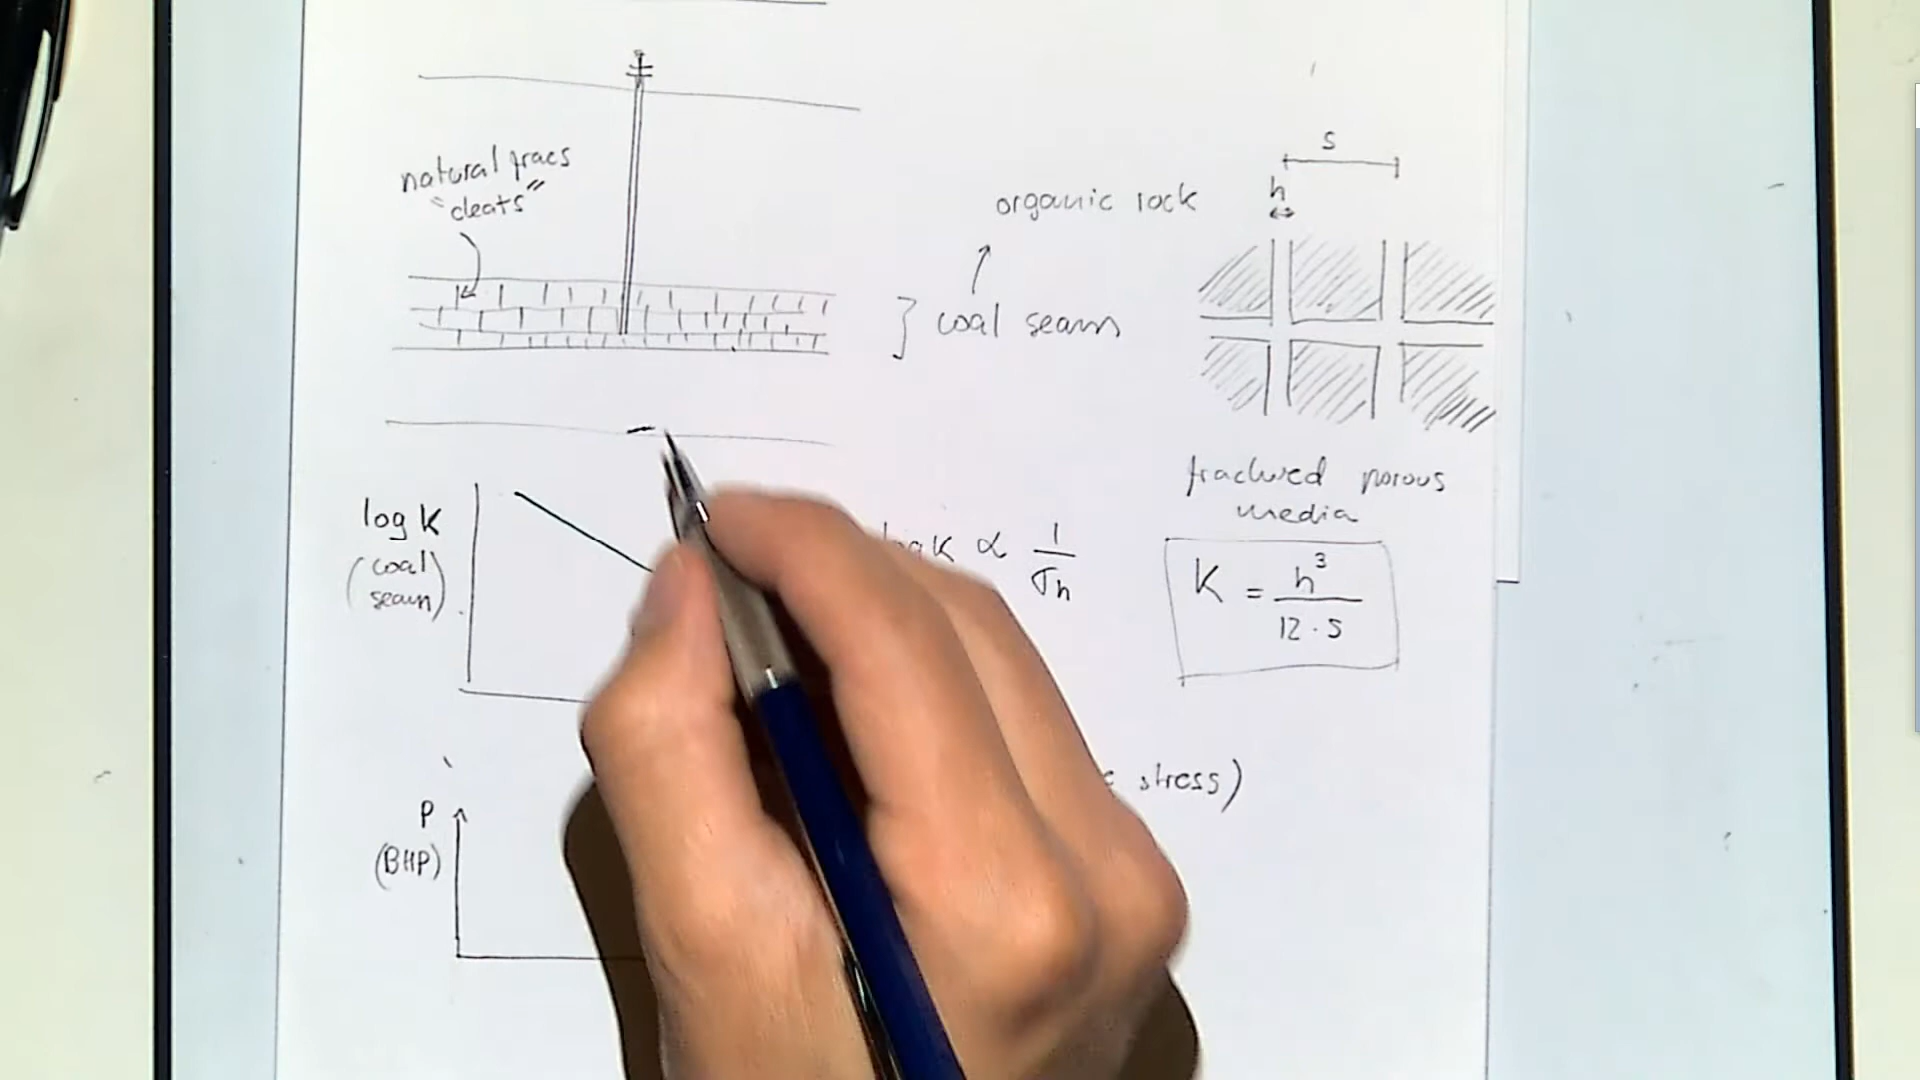 natural fracs
"cleats"
organic rock
S
h
} coal seam
fractured porous
media
log K
(coal
seam)
K ∝ 1/σh
K = h³/12·S
stress)
P
(BHP)